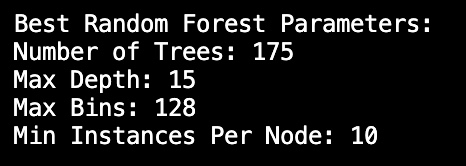 Best Random Forest Parameters:
Number of Trees: 175
Max Depth: 15
Max Bins: 128
Min Instances Per Node: 10